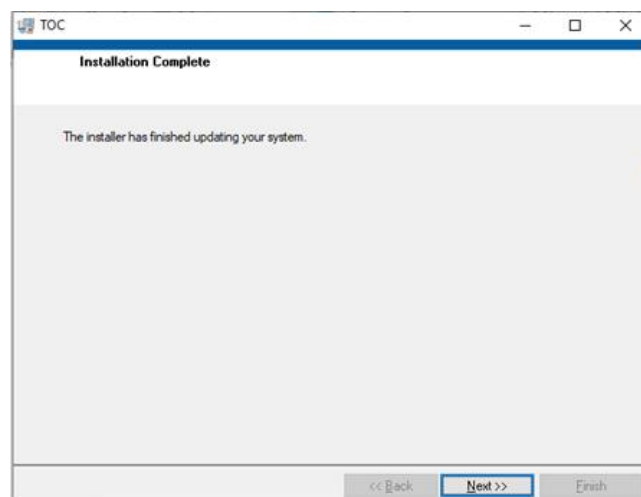 TOC
Installation Complete
The installer has finished updating your system.
<< Back Next >> Finish